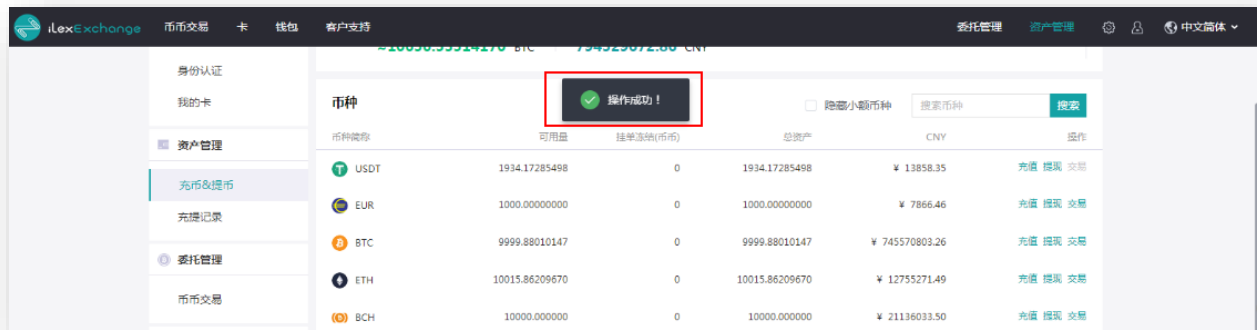 iLexExchange 币币交易 卡 钱包 客户支持 委托管理 资产管理 中文简体
BTC CNY
身份认证
我的卡
币种 操作成功！ 隐藏小额币种 搜索币种 搜索
币种简称 可用量 挂单冻结(币币) 总资产 CNY 操作
资产管理
USDT 1934.17285498 0 1934.17285498 ¥ 13858.35 充值 提现 交易
充币&提币
EUR 1000.00000000 0 1000.00000000 ¥ 7866.46 充值 提现 交易
充提记录
BTC 9999.88010147 0 9999.88010147 ¥ 745570803.26 充值 提现 交易
委托管理
ETH 10015.86209670 0 10015.86209670 ¥ 12755271.49 充值 提现 交易
币币交易
BCH 10000.000000 0 10000.000000 ¥ 21136033.50 充值 提现 交易